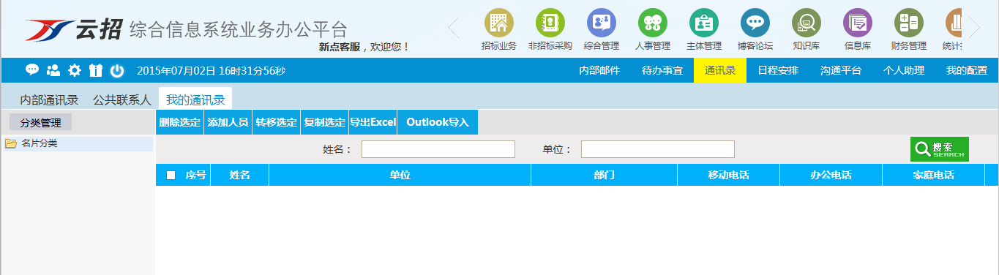 云招 综合信息系统业务办公平台
新点客服，欢迎您！
招标业务 非招标采购 综合管理 人事管理 主体管理 博客论坛 知识库 信息库 财务管理 统计
2015年07月02日 16时31分56秒
内部邮件 待办事宜 通讯录 日程安排 沟通平台 个人助理 我的配置
内部通讯录 公共联系人 我的通讯录
分类管理
名片分类
删除选定 添加人员 转移选定 复制选定 导出Excel Outlook导入
姓名： 单位： 搜索 SEARCH
序号 姓名 单位 部门 移动电话 办公电话 家庭电话